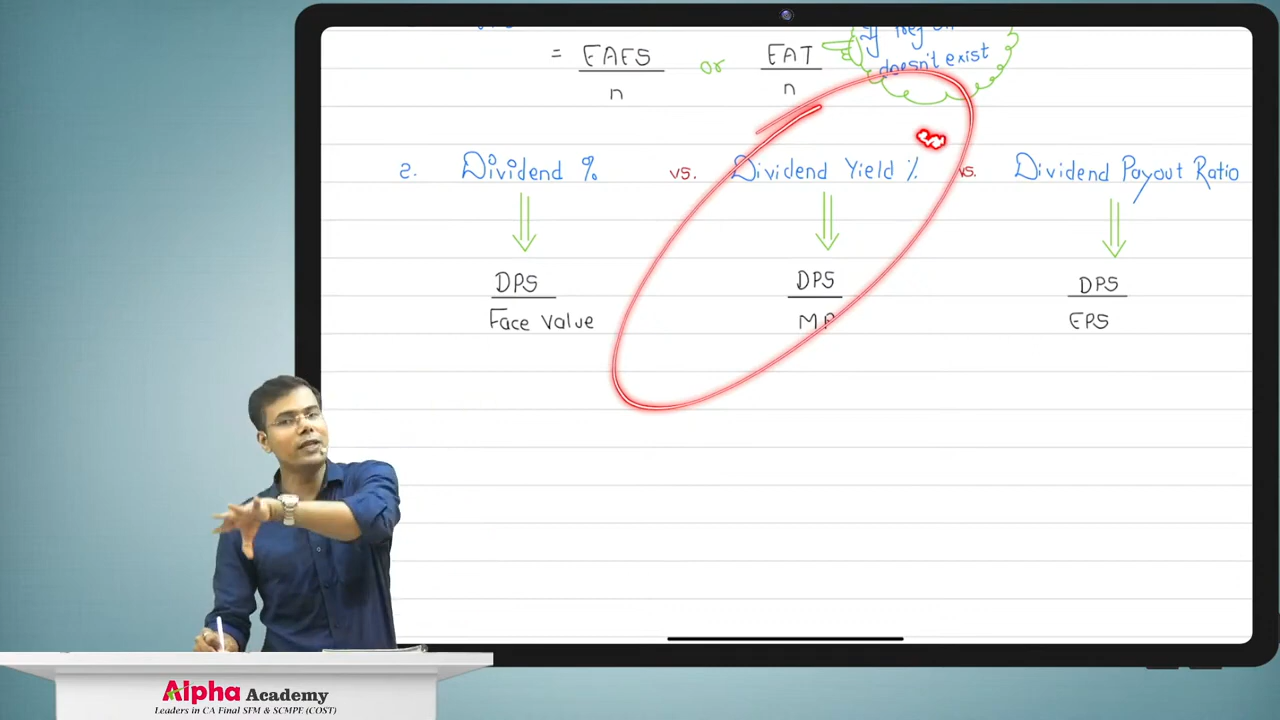 = EAES / n or EAT / n
doesn't exist
2. Dividend % vs. Dividend Yield % vs. Dividend Payout Ratio
DPS DPS DPS
Face Value MP EPS
Alpha Academy
Leaders in CA Final SFM & SCMPE (COST)